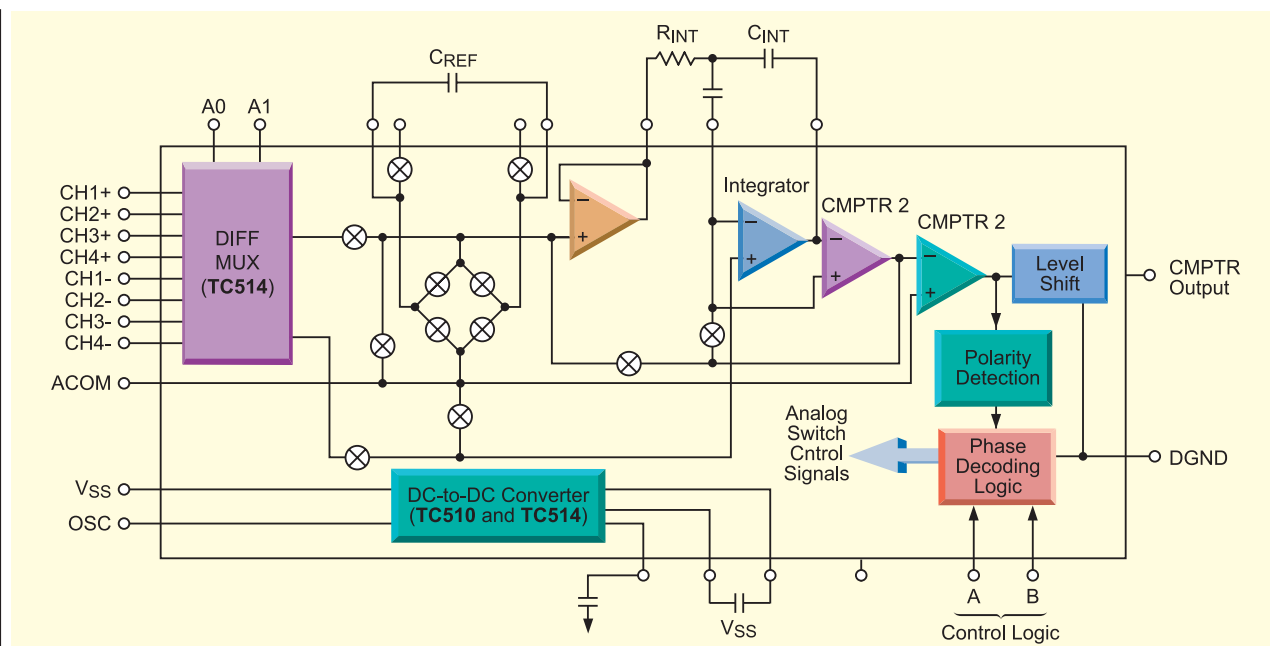 RINT
CINT
CREF
A0
A1
CH1+
CH2+
CH3+
CH4+
CH1-
CH2-
CH3-
CH4-
ACOM
DIFF
MUX
(TC514)
−
+
Integrator
−
+
CMPTR 2
−
+
CMPTR 2
−
+
Level
Shift
CMPTR
Output
Polarity
Detection
Analog
Switch
Cntrol
Signals
Phase
Decoding
Logic
DGND
VSS
OSC
DC-to-DC Converter
(TC510 and TC514)
VSS
A
B
Control Logic